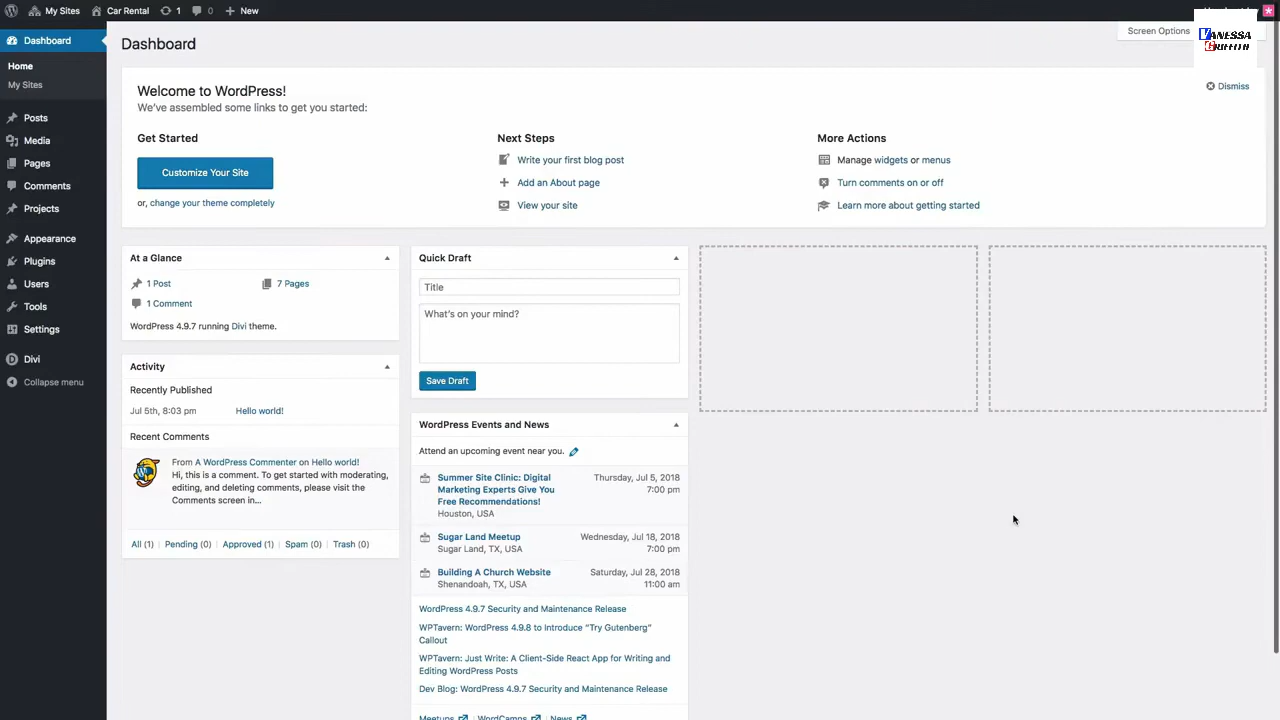 My Sites Car Rental 1 0 New
Screen Options
VANESSA
GRIFFITH
Dashboard
Home
My Sites
Posts
Media
Pages
Comments
Projects
Appearance
Plugins
Users
Tools
Settings
Divi
Collapse menu
Dashboard
Welcome to WordPress!
We've assembled some links to get you started:
Dismiss
Get Started
Customize Your Site
or, change your theme completely
Next Steps
Write your first blog post
Add an About page
View your site
More Actions
Manage widgets or menus
Turn comments on or off
Learn more about getting started
At a Glance
1 Post 7 Pages
1 Comment
WordPress 4.9.7 running Divi theme.
Activity
Recently Published
Jul 5th, 8:03 pm Hello world!
Recent Comments
From A WordPress Commenter on Hello world!
Hi, this is a comment. To get started with moderating,
editing, and deleting comments, please visit the
Comments screen in...
All (1) | Pending (0) | Approved (1) | Spam (0) | Trash (0)
Quick Draft
Title
What's on your mind?
Save Draft
WordPress Events and News
Attend an upcoming event near you.
Summer Site Clinic: Digital Thursday, Jul 5, 2018
Marketing Experts Give You 7:00 pm
Free Recommendations!
Houston, USA
Sugar Land Meetup Wednesday, Jul 18, 2018
Sugar Land, TX, USA 7:00 pm
Building A Church Website Saturday, Jul 28, 2018
Shenandoah, TX, USA 11:00 am
WordPress 4.9.7 Security and Maintenance Release
WPTavern: WordPress 4.9.8 to Introduce "Try Gutenberg"
Callout
WPTavern: Just Write: A Client-Side React App for Writing and
Editing WordPress Posts
Dev Blog: WordPress 4.9.7 Security and Maintenance Release
Meetups | WordCamps | News